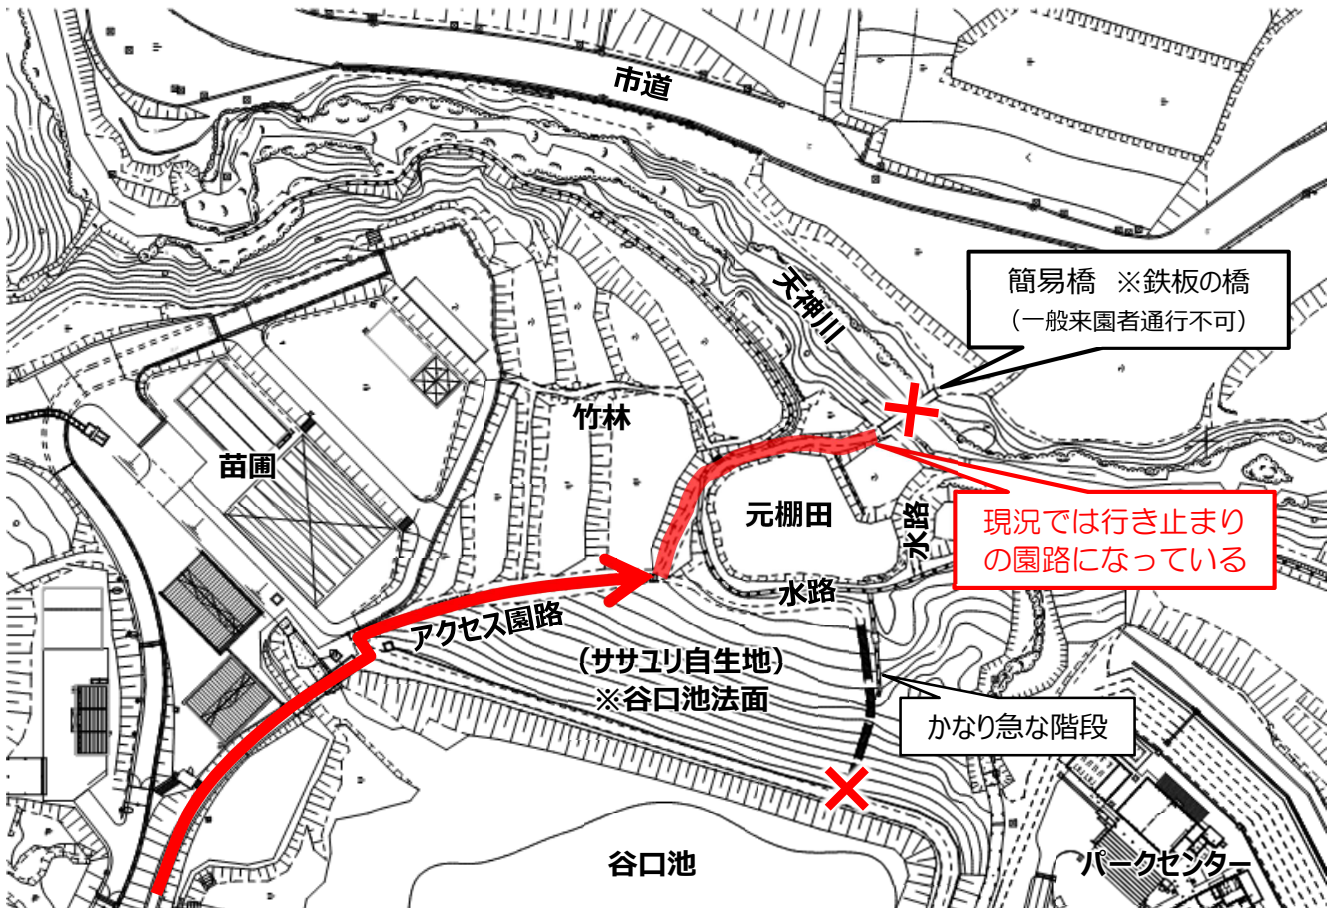 市道
天神川
簡易橋 ※鉄板の橋
（一般来園者通行不可）
竹林
苗圃
元棚田
水路
現況では行き止まり
の園路になっている
水路
アクセス園路
（ササユリ自生地）
※谷口池法面
かなり急な階段
谷口池
パークセンター